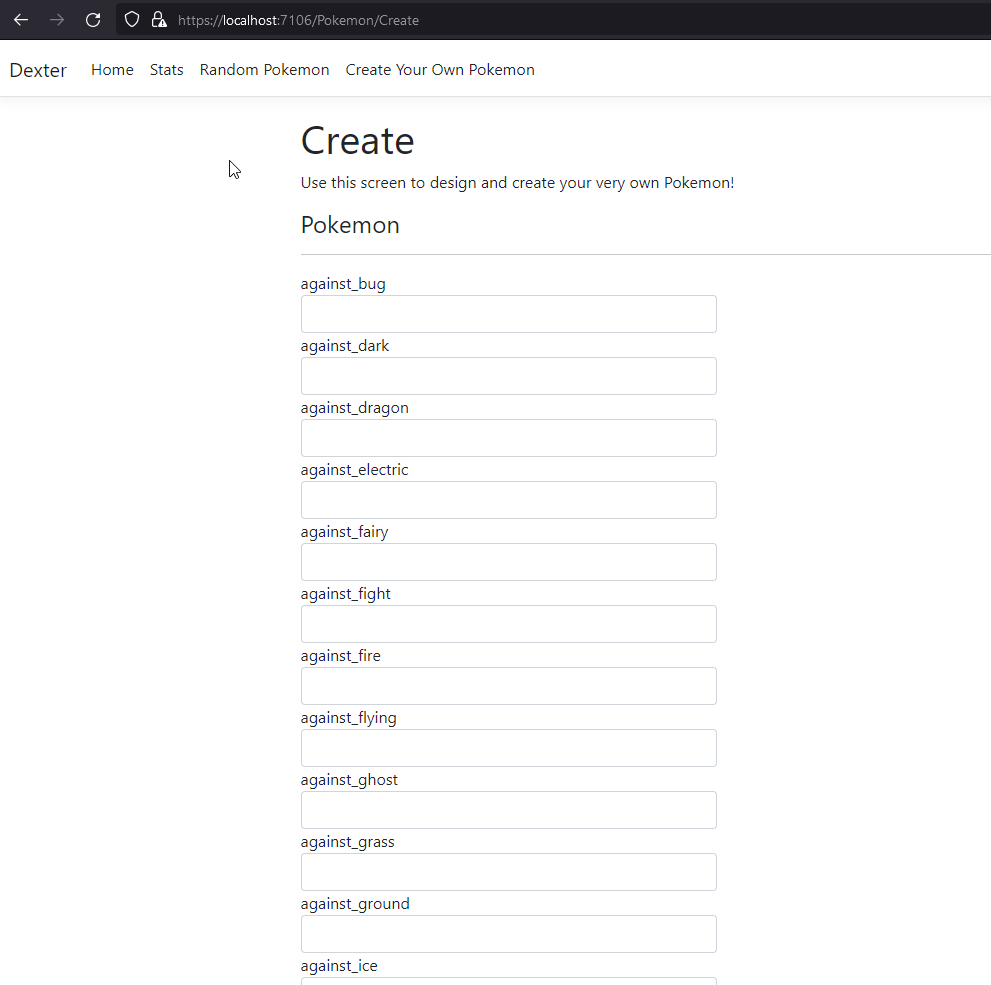 https://localhost:7106/Pokemon/Create
Dexter Home Stats Random Pokemon Create Your Own Pokemon
Create
Use this screen to design and create your very own Pokemon!
Pokemon
against_bug
against_dark
against_dragon
against_electric
against_fairy
against_fight
against_fire
against_flying
against_ghost
against_grass
against_ground
against_ice